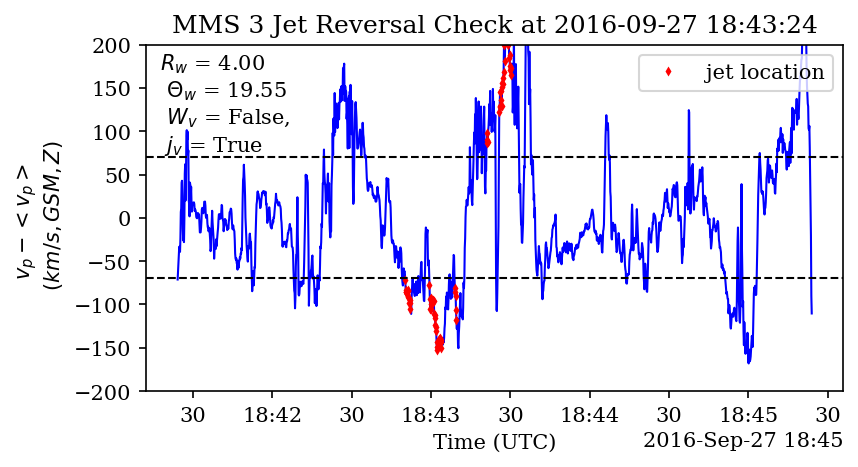 MMS 3 Jet Reversal Check at 2016-09-27 18:43:24
200
150
100
50
0
−50
−100
−150
−200
v_p − < v_p >
(km/s, GSM, Z)
R_w = 4.00
Θ_w = 19.55
W_v = False,
j_v = True
jet location
30 18:42 30 18:43 30 18:44 30 18:45 30
Time (UTC)
2016-Sep-27 18:45